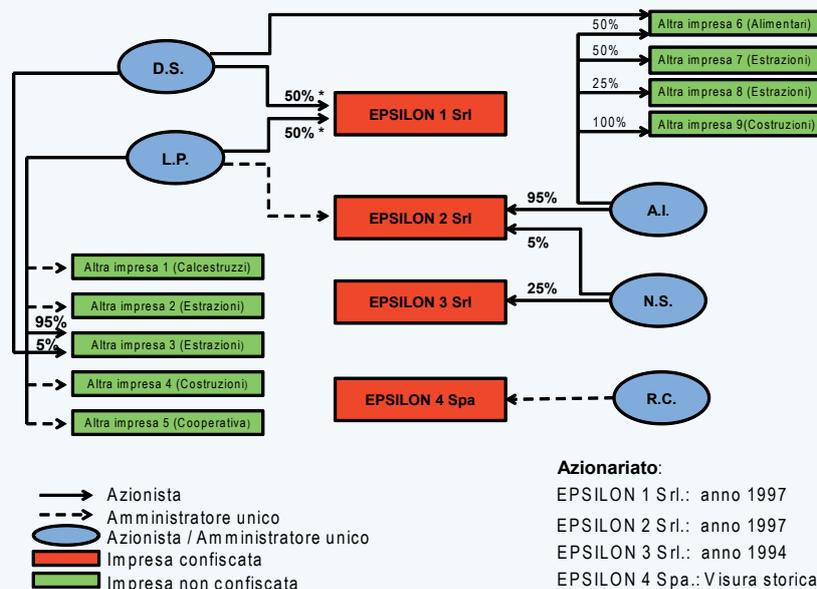 50%
Altra impresa 6 (Alimentari)
50%
Altra impresa 7 (Estrazioni)
25%
Altra impresa 8 (Estrazioni)
100%
Altra impresa 9(Costruzioni)
D.S.
50% *
EPSILON 1 Srl
50% *
L.P.
95%
EPSILON 2 Srl
A.I.
5%
Altra impresa 1 (Calcestruzzi)
Altra impresa 2 (Estrazioni)
95%
5%
Altra impresa 3 (Estrazioni)
Altra impresa 4 (Costruzioni)
Altra impresa 5 (Cooperativa)
25%
EPSILON 3 Srl
N.S.
EPSILON 4 Spa
R.C.
Azionista
Amministratore unico
Azionista / Amministratore unico
Impresa confiscata
Impresa non confiscata
Azionariato:
EPSILON 1 Srl.: anno 1997
EPSILON 2 Srl.: anno 1997
EPSILON 3 Srl.: anno 1994
EPSILON 4 Spa.: Visura storica